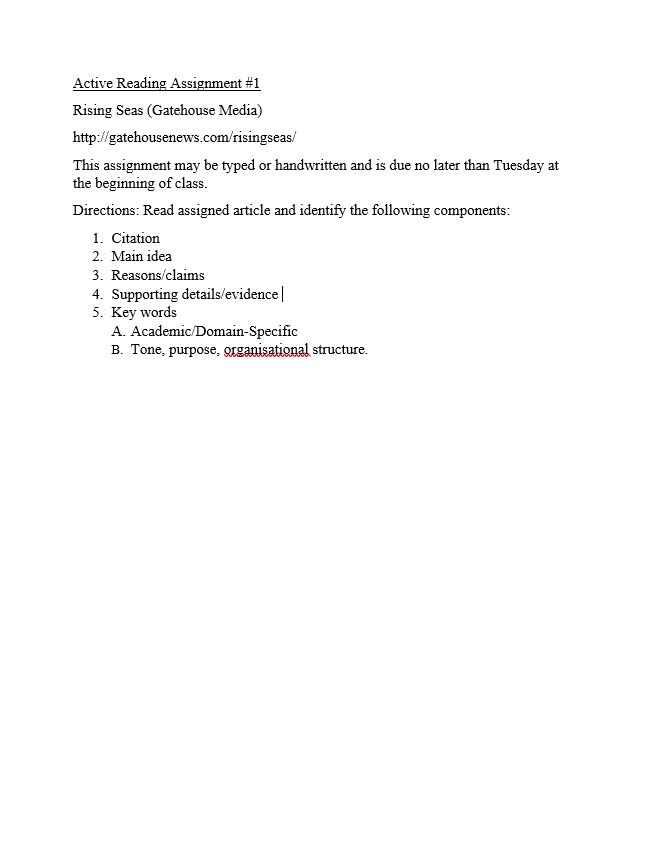 Active Reading Assignment #1
Rising Seas (Gatehouse Media)
http://gatehousenews.com/risingseas/
This assignment may be typed or handwritten and is due no later than Tuesday at
the beginning of class.
Directions: Read assigned article and identify the following components:
1. Citation
2. Main idea
3. Reasons/claims
4. Supporting details/evidence
5. Key words
A. Academic/Domain-Specific
B. Tone, purpose, organisational structure.